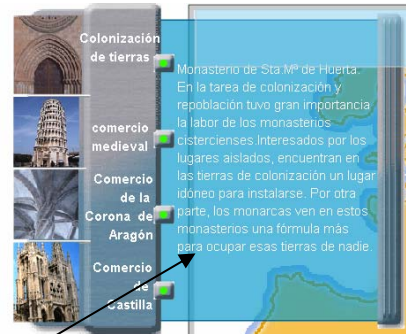 Colonización
de tierras
comercio
medieval
Comercio
de la
Corona de
Aragón
Comercio
de
Castilla
Monasterio de Sta.Mª de Huerta.
En la tarea de colonización y
repoblación tuvo gran importancia
la labor de los monasterios
cistercienses.Interesados por los
lugares aislados, encuentran en
las tierras de colonización un lugar
idóneo para instalarse. Por otra
parte, los monarcas ven en estos
monasterios una fórmula más
para ocupar esas tierras de nadie.